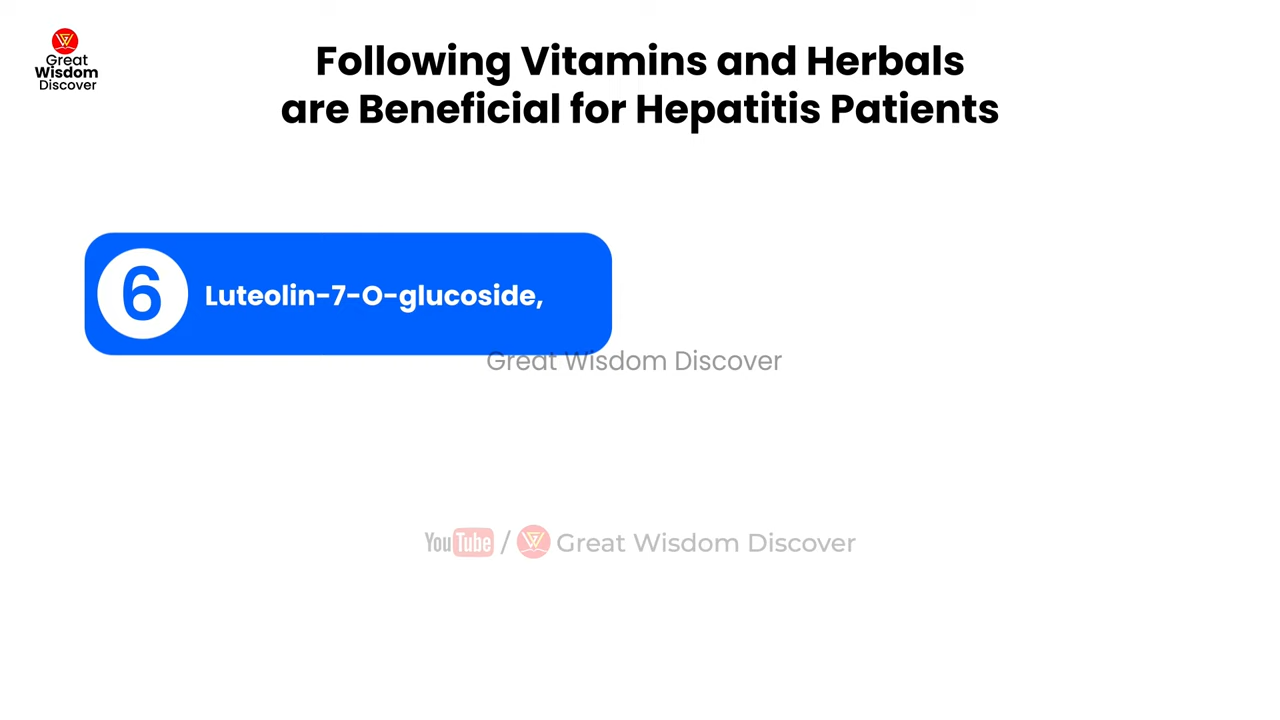 Great
Wisdom
Discover
Following Vitamins and Herbals
are Beneficial for Hepatitis Patients
6
Luteolin-7-O-glucoside,
Great Wisdom Discover
YouTube / Great Wisdom Discover